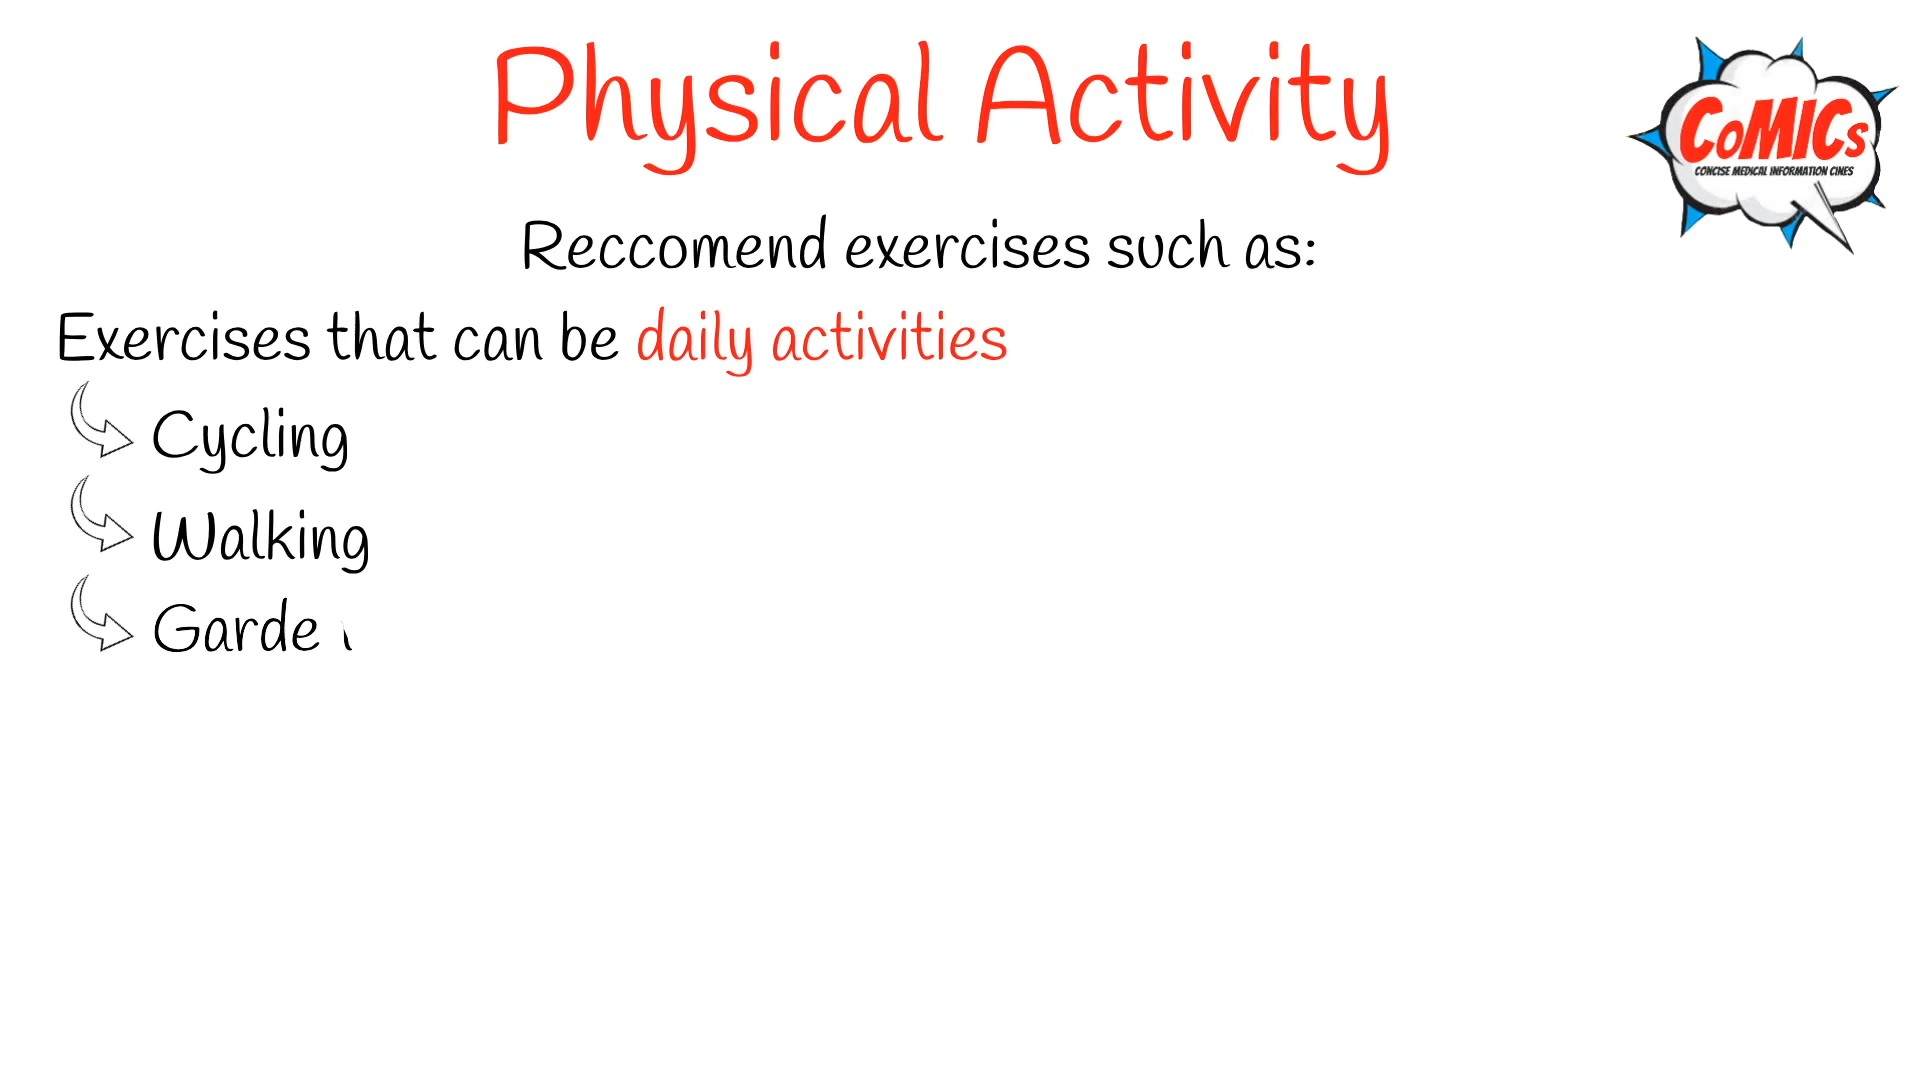 Physical Activity
CoMICs
CONCISE MEDICAL INFORMATION CINES
Reccomend exercises such as:
Exercises that can be daily activities
Cycling
Walking
Garde